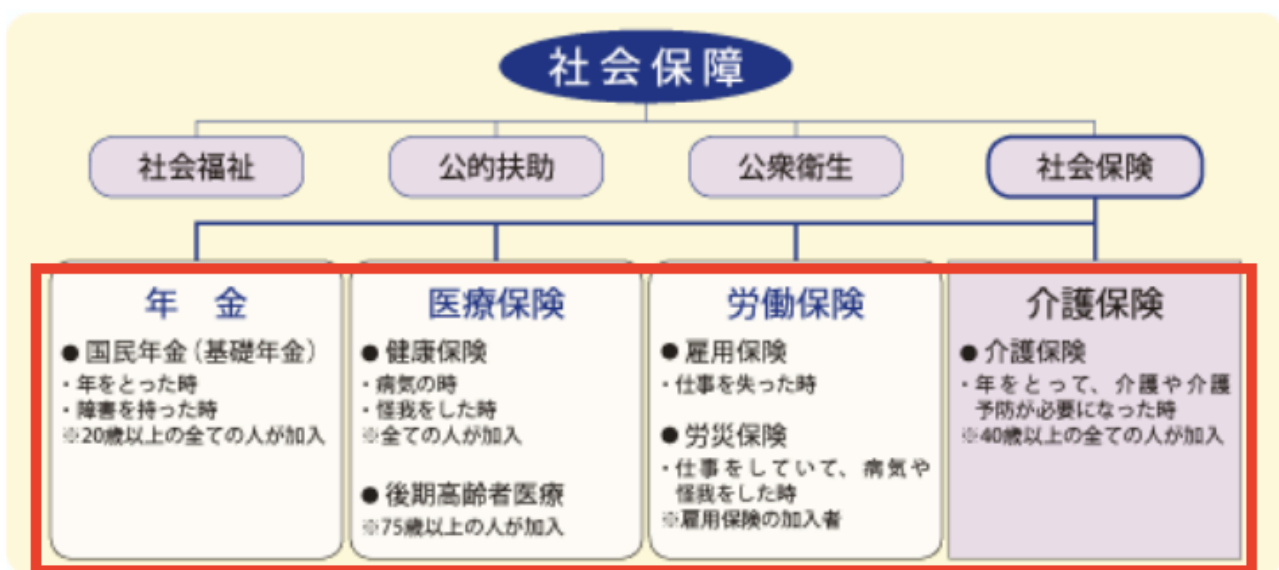 社会保障
社会福祉
公的扶助
公衆衛生
社会保険
年 金
●国民年金(基礎年金)
・年をとった時
・障害を持った時
※20歳以上の全ての人が加入
医療保険
●健康保険
・病気の時
・怪我をした時
※全ての人が加入
●後期高齢者医療
※75歳以上の人が加入
労働保険
●雇用保険
・仕事を失った時
●労災保険
・仕事をしていて、病気や
怪我をした時
※雇用保険の加入者
介護保険
●介護保険
・年をとって、介護や介護
予防が必要になった時
※40歳以上の全ての人が加入